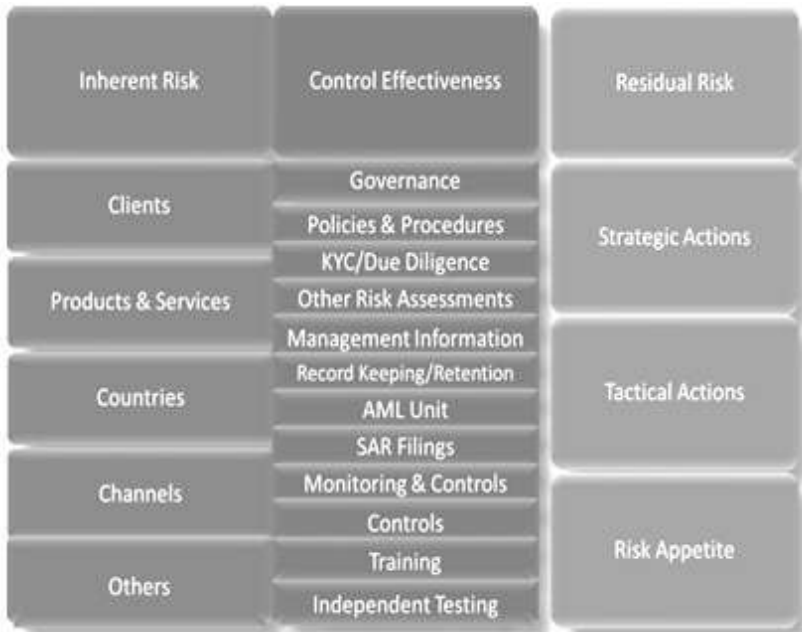 Inherent Risk
Clients
Products & Services
Countries
Channels
Others
Control Effectiveness
Governance
Policies & Procedures
KYC/Due Diligence
Other Risk Assessments
Management Information
Record Keeping/Retention
AML Unit
SAR Filings
Monitoring & Controls
Controls
Training
Independent Testing
Residual Risk
Strategic Actions
Tactical Actions
Risk Appetite